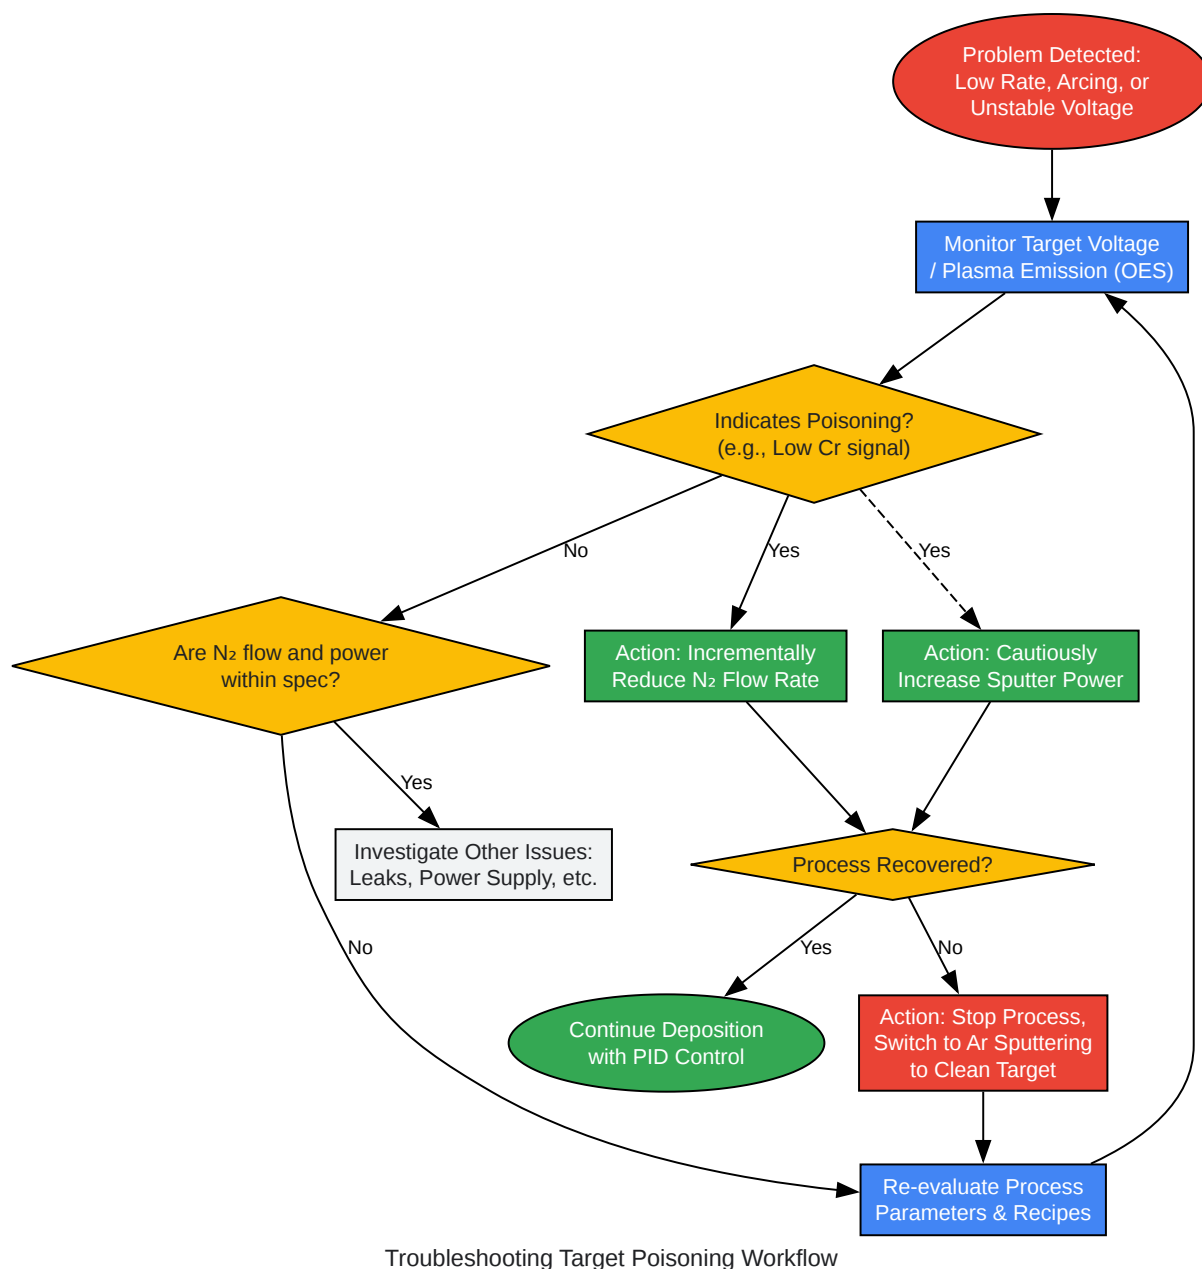 Problem Detected:
Low Rate, Arcing, or
Unstable Voltage
Monitor Target Voltage
/ Plasma Emission (OES)
Indicates Poisoning?
(e.g., Low Cr signal)
No
Yes
Yes
Are N₂ flow and power
within spec?
Action: Incrementally
Reduce N₂ Flow Rate
Action: Cautiously
Increase Sputter Power
Yes
Investigate Other Issues:
Leaks, Power Supply, etc.
Process Recovered?
No
Yes
No
Continue Deposition
with PID Control
Action: Stop Process,
Switch to Ar Sputtering
to Clean Target
Re-evaluate Process
Parameters & Recipes
Troubleshooting Target Poisoning Workflow